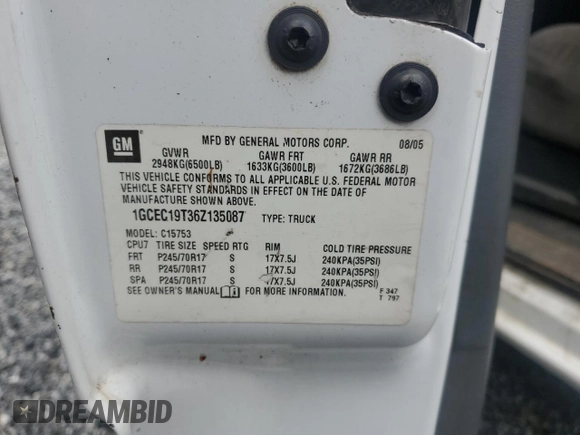 GM
MFD BY GENERAL MOTORS CORP. 08/05
GVWR GAWR FRT GAWR RR
2948KG(6500LB) 1633KG(3600LB) 1672KG(3686LB)
THIS VEHICLE CONFORMS TO ALL APPLICABLE U.S. FEDERAL MOTOR
VEHICLE SAFETY STANDARDS IN EFFECT ON THE DATE OF
MANUFACTURE SHOWN ABOVE.
1GCEC19T36Z135087 TYPE: TRUCK
MODEL: C15753
CPU7 TIRE SIZE SPEED RTG RIM COLD TIRE PRESSURE
FRT P245/70R17 S 17X7.5J 240KPA(35PSI)
RR P245/70R17 S 17X7.5J 240KPA(35PSI)
SPA P245/70R17 S 17X7.5J 240KPA(35PSI)
SEE OWNER'S MANUAL FOR MORE INFORMATION. F 347
T 797
DREAMBID